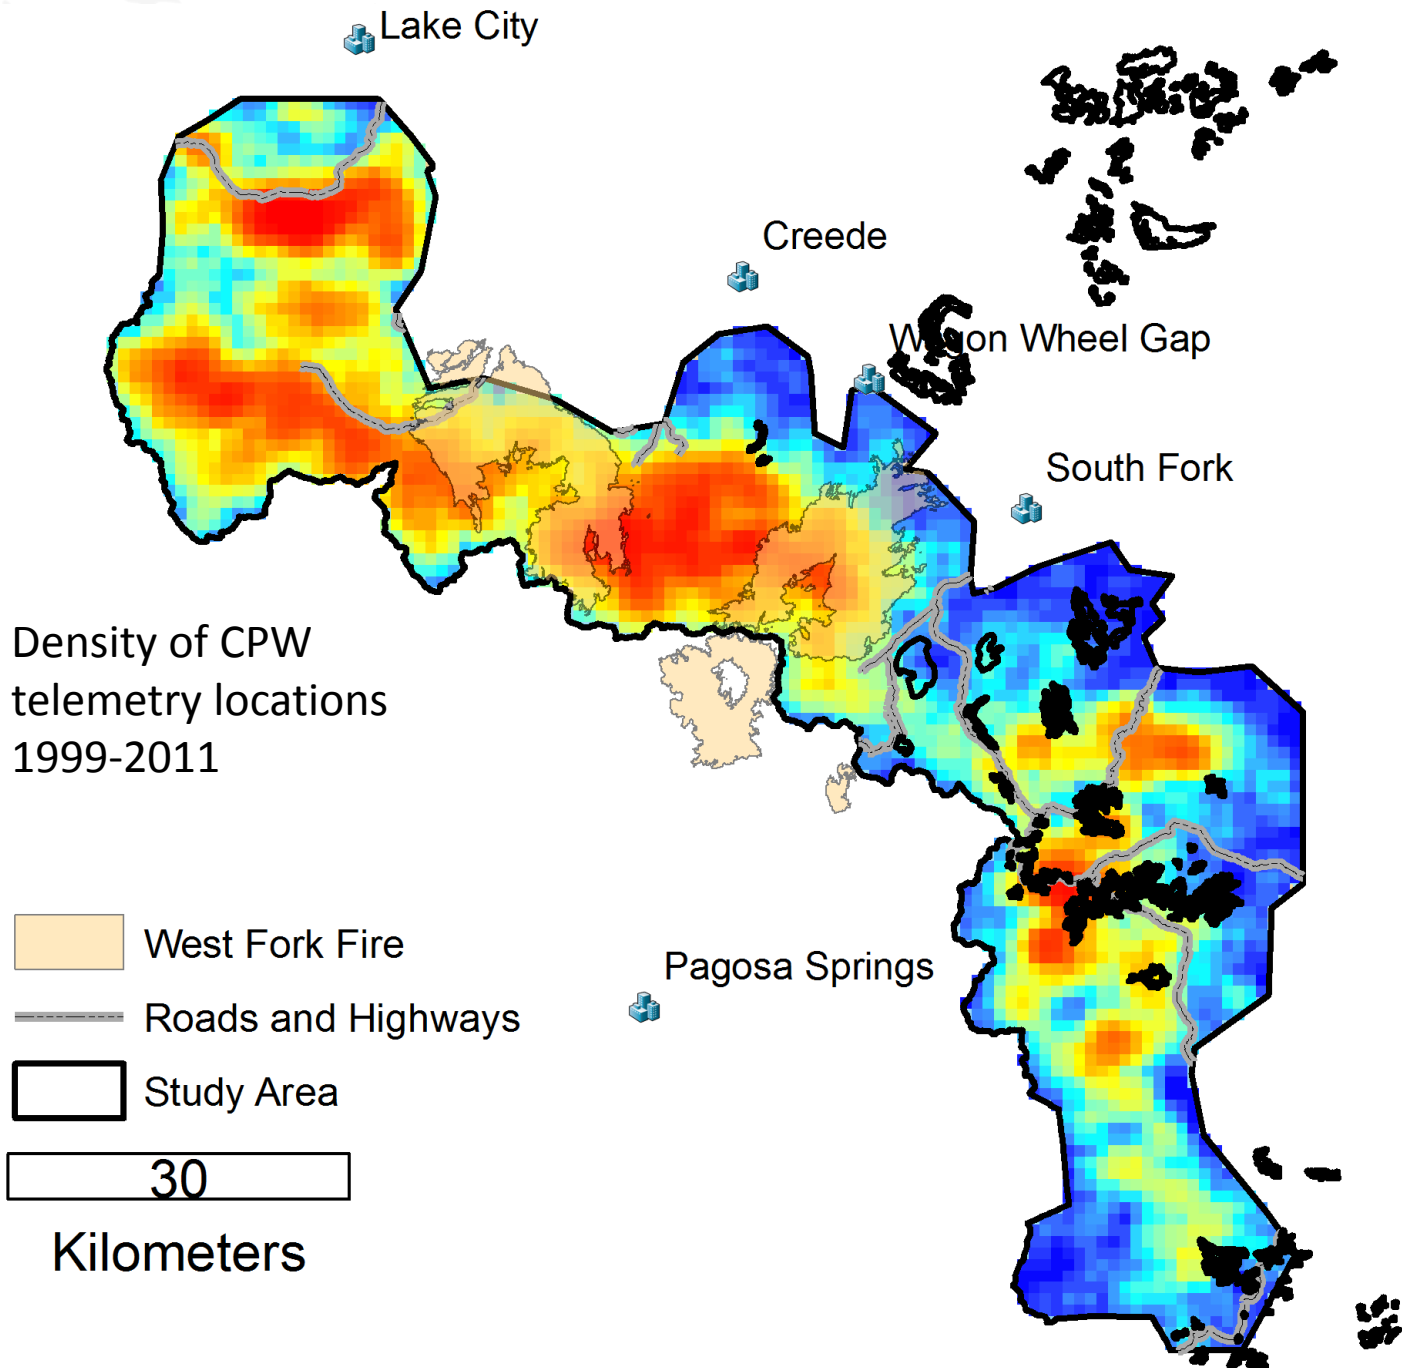 Lake City
Creede
Wagon Wheel Gap
South Fork
Density of CPW
telemetry locations
1999-2011
West Fork Fire
Pagosa Springs
Roads and Highways
Study Area
30
Kilometers